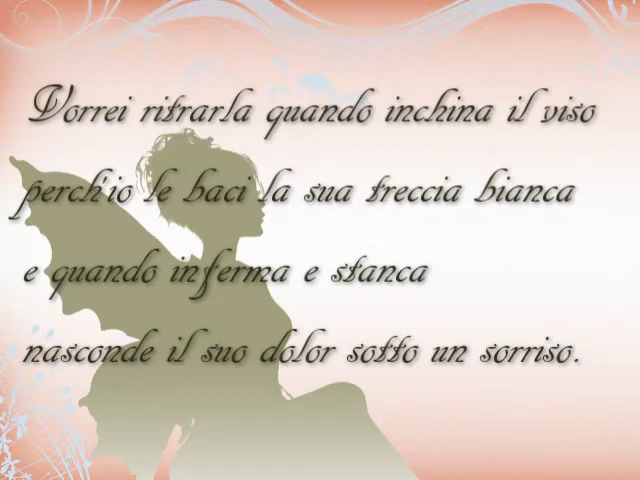 Vorrei ritrarla quando inchina il viso
perch'io le baci la sua treccia bianca
e quando inferma e stanca
nasconde il suo dolor sotto un sorriso.